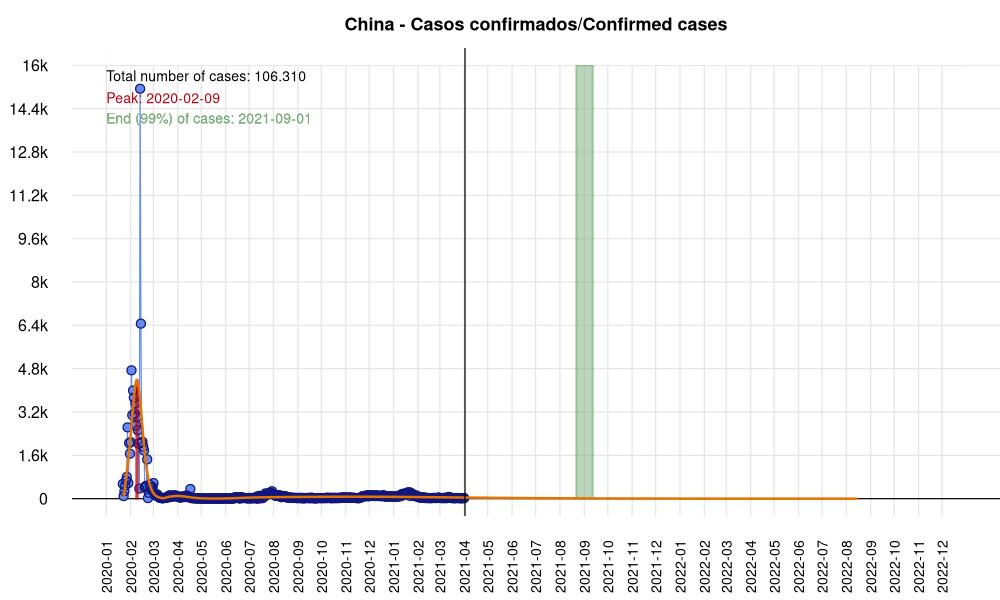 China - Casos confirmados/Confirmed cases
16k
Total number of cases: 106.310
Peak: 2020-02-09
14.4k
End (99%) of cases: 2021-09-01
12.8k
11.2k
9.6k
8k
6.4k
4.8k
3.2k
1.6k
0
2020-01
2020-02
2020-03
2020-04
2020-05
2020-06
2020-07
2020-08
2020-09
2020-10
2020-11
2020-12
2021-01
2021-02
2021-03
2021-04
2021-05
2021-06
2021-07
2021-08
2021-09
2021-10
2021-11
2021-12
2022-01
2022-02
2022-03
2022-04
2022-05
2022-06
2022-07
2022-08
2022-09
2022-10
2022-11
2022-12